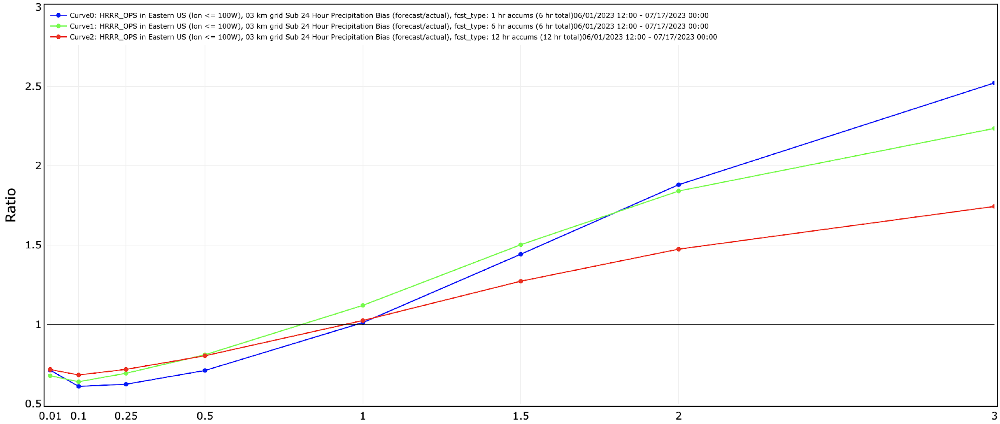 3
Curve0: HRRR_OPS in Eastern US (lon <= 100W), 03 km grid Sub 24 Hour Precipitation Bias (forecast/actual), fcst_type: 1 hr accums (6 hr total)06/01/2023 12:00 - 07/17/2023 00:00
Curve1: HRRR_OPS in Eastern US (lon <= 100W), 03 km grid Sub 24 Hour Precipitation Bias (forecast/actual), fcst_type: 6 hr accums (6 hr total)06/01/2023 12:00 - 07/17/2023 00:00
Curve2: HRRR_OPS in Eastern US (lon <= 100W), 03 km grid Sub 24 Hour Precipitation Bias (forecast/actual), fcst_type: 12 hr accums (12 hr total)06/01/2023 12:00 - 07/17/2023 00:00
2.5
2
Ratio
1.5
1
0.5
0.01 0.1 0.25 0.5 1 1.5 2 3